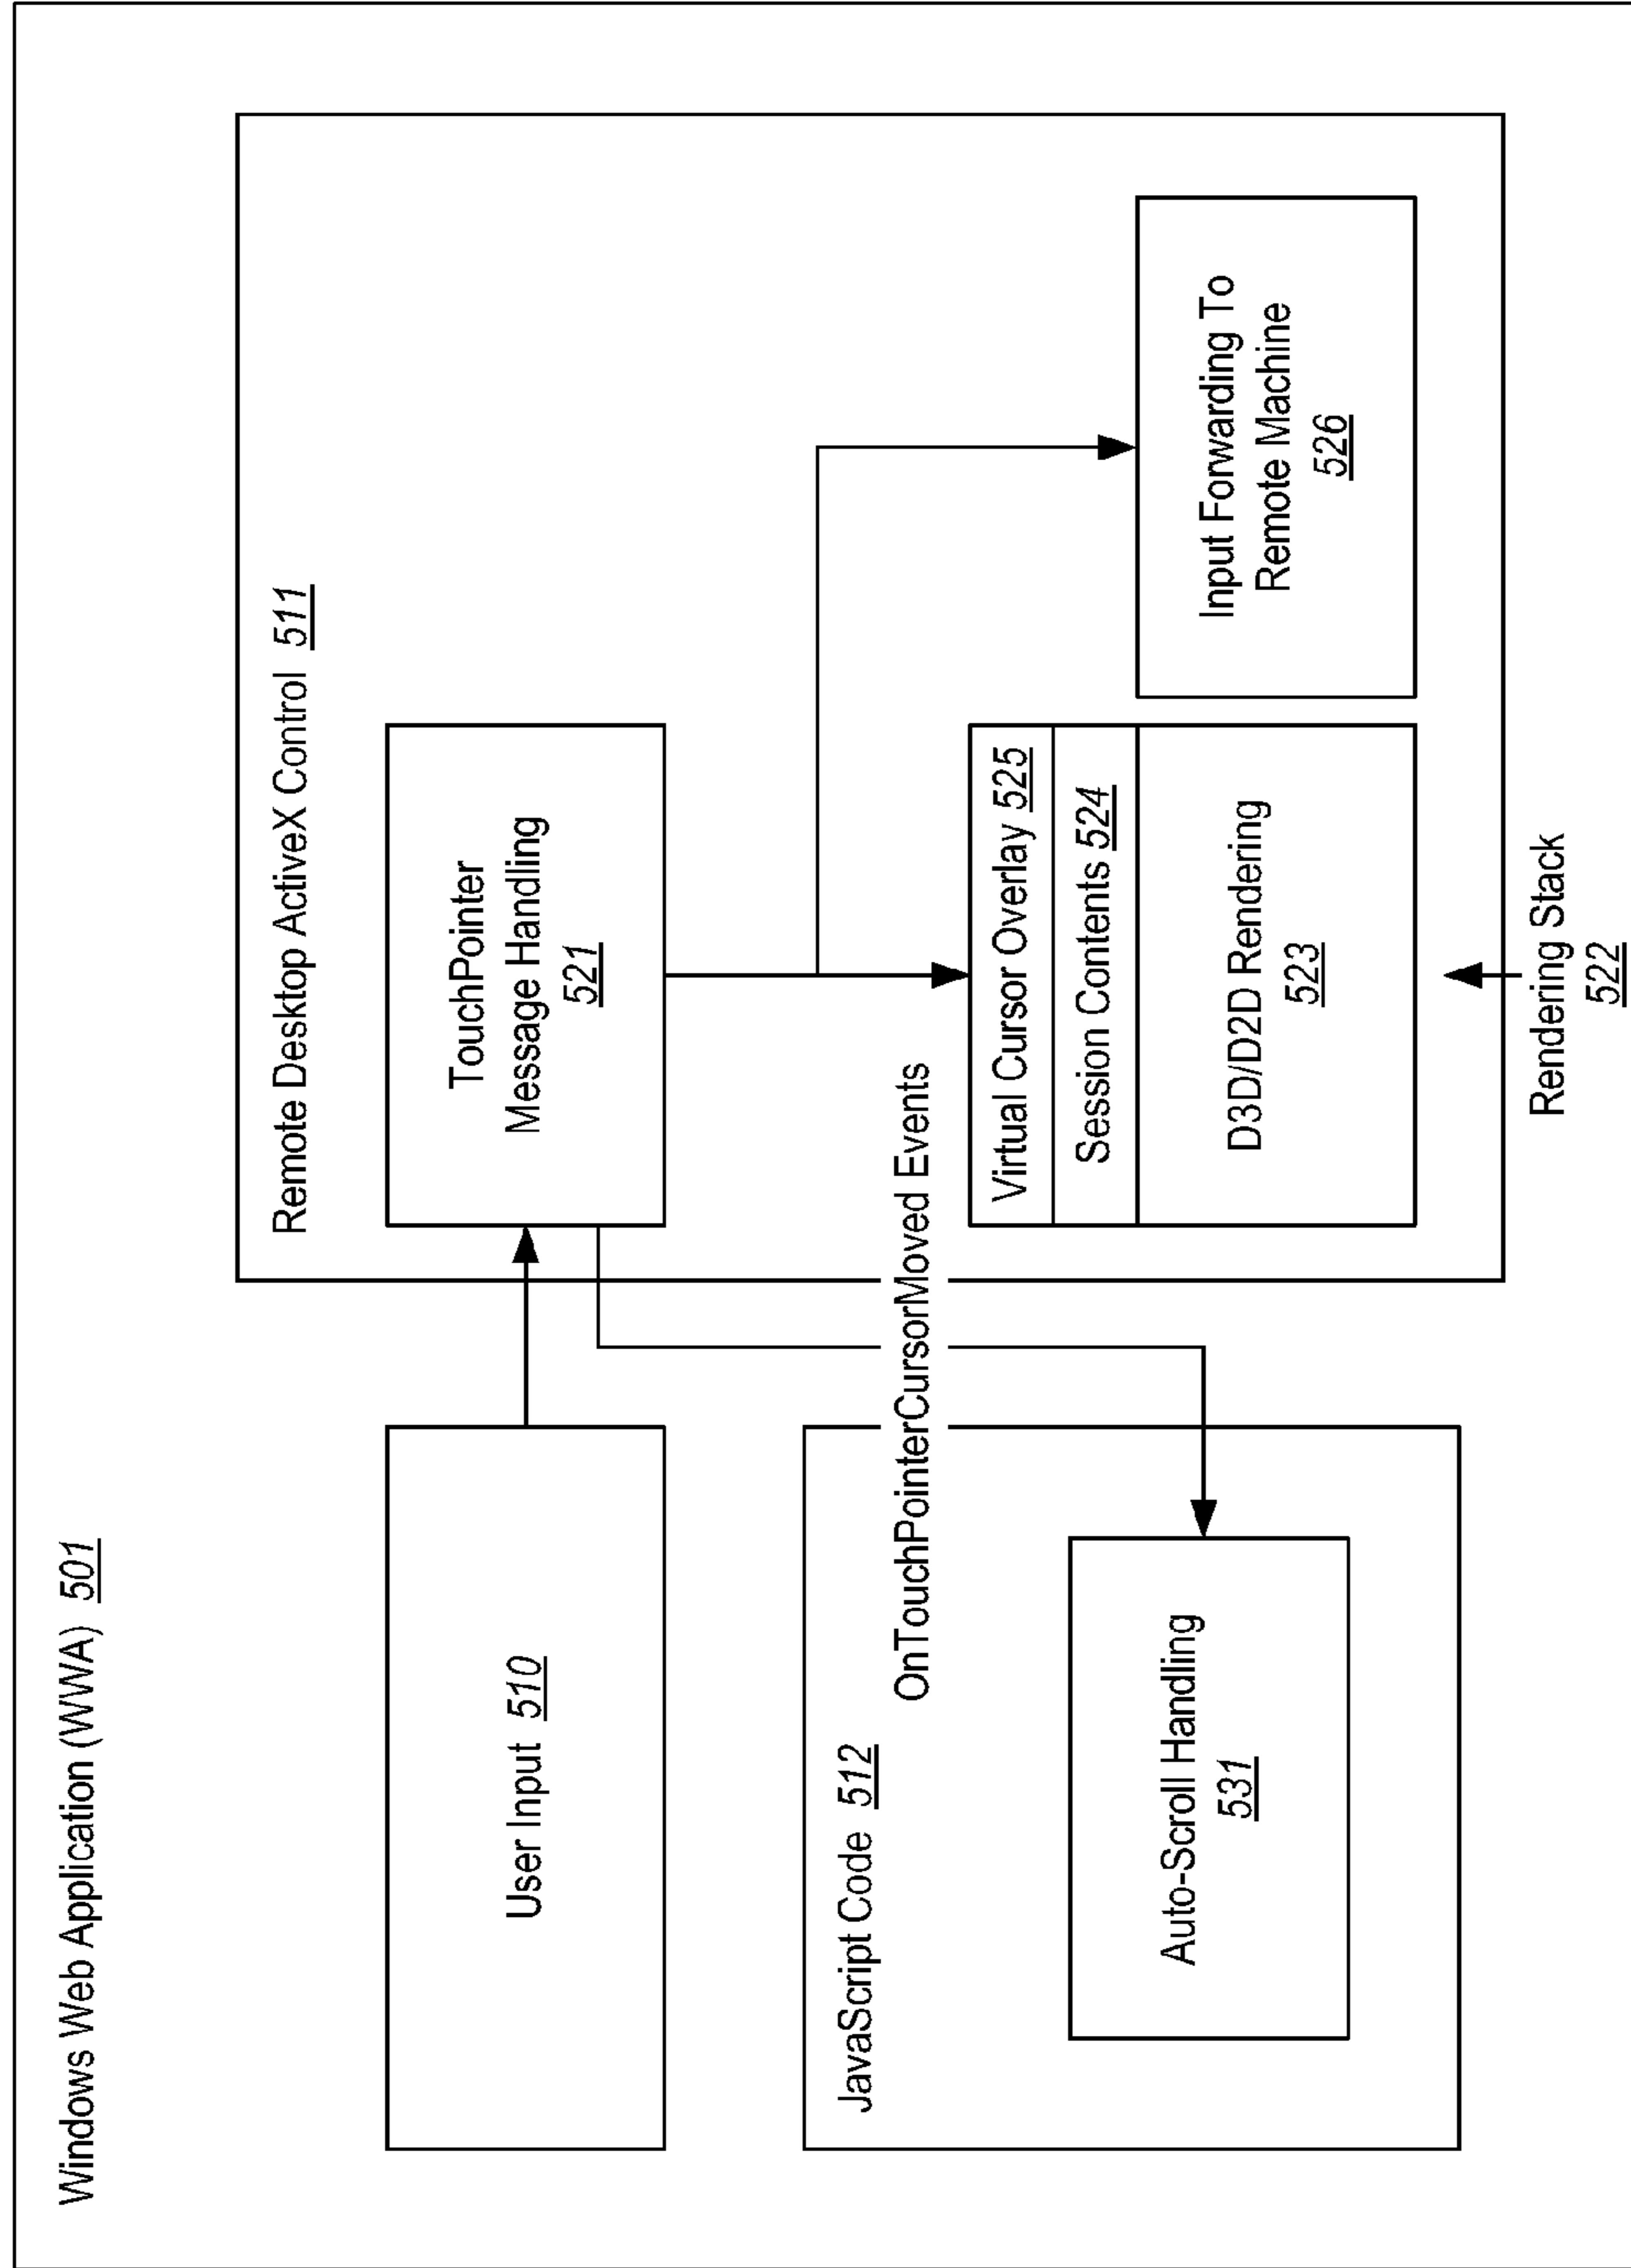 Windows Web Application (WWA) 501
User Input 510
JavaScript Code 512
Auto-Scroll Handling
531
OnTouchPointerCursorMoved Events
Remote Desktop ActiveX Control 511
TouchPointer
Message Handling
521
Virtual Cursor Overlay 525
Session Contents 524
D3D/D2D Rendering
523
Input Forwarding To
Remote Machine
526
Rendering Stack
522